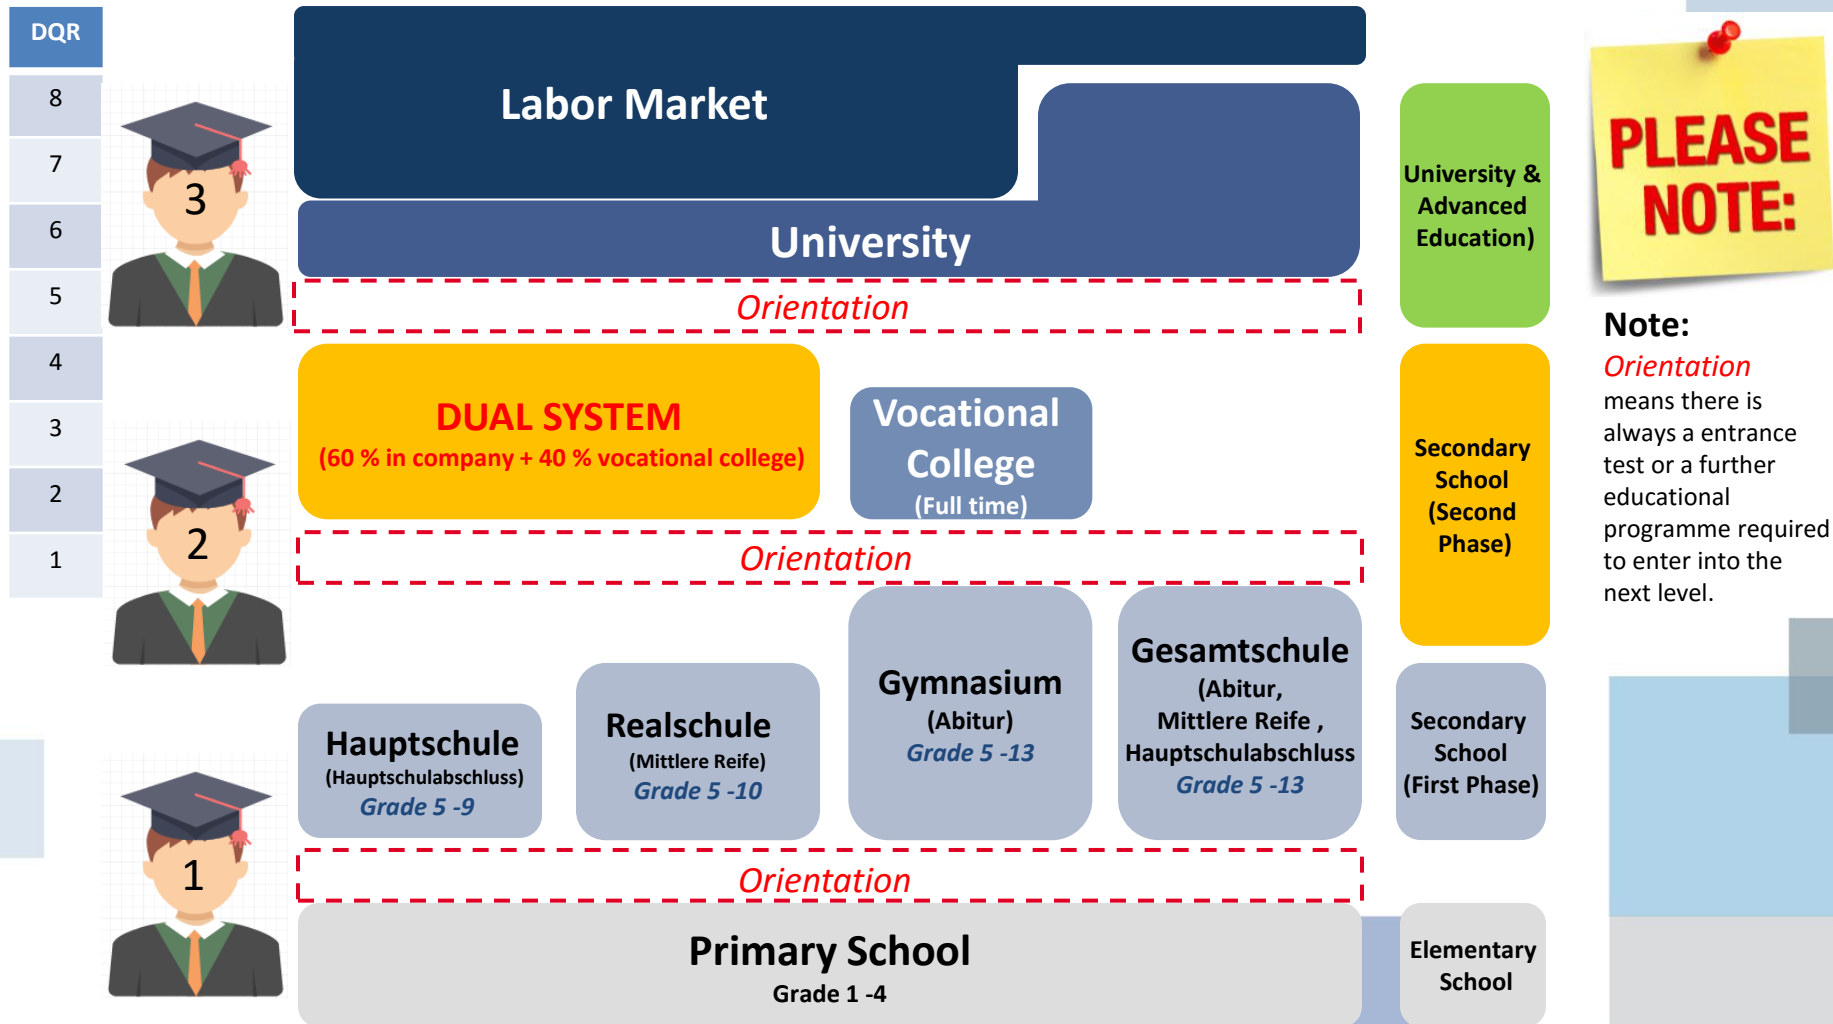 DQR
8
7
6
5
4
3
2
1
3
2
1
Labor Market
University
Orientation
DUAL SYSTEM
(60 % in company + 40 % vocational college)
Vocational
College
(Full time)
Orientation
Hauptschule
(Hauptschulabschluss)
Grade 5 -9
Realschule
(Mittlere Reife)
Grade 5 -10
Gymnasium
(Abitur)
Grade 5 -13
Gesamtschule
(Abitur,
Mittlere Reife ,
Hauptschulabschluss
Grade 5 -13
Orientation
Primary School
Grade 1 -4
University &
Advanced
Education)
Secondary
School
(Second
Phase)
Secondary
School
(First Phase)
Elementary
School
PLEASE
NOTE:
Note:
Orientation
means there is
always a entrance
test or a further
educational
programme required
to enter into the
next level.